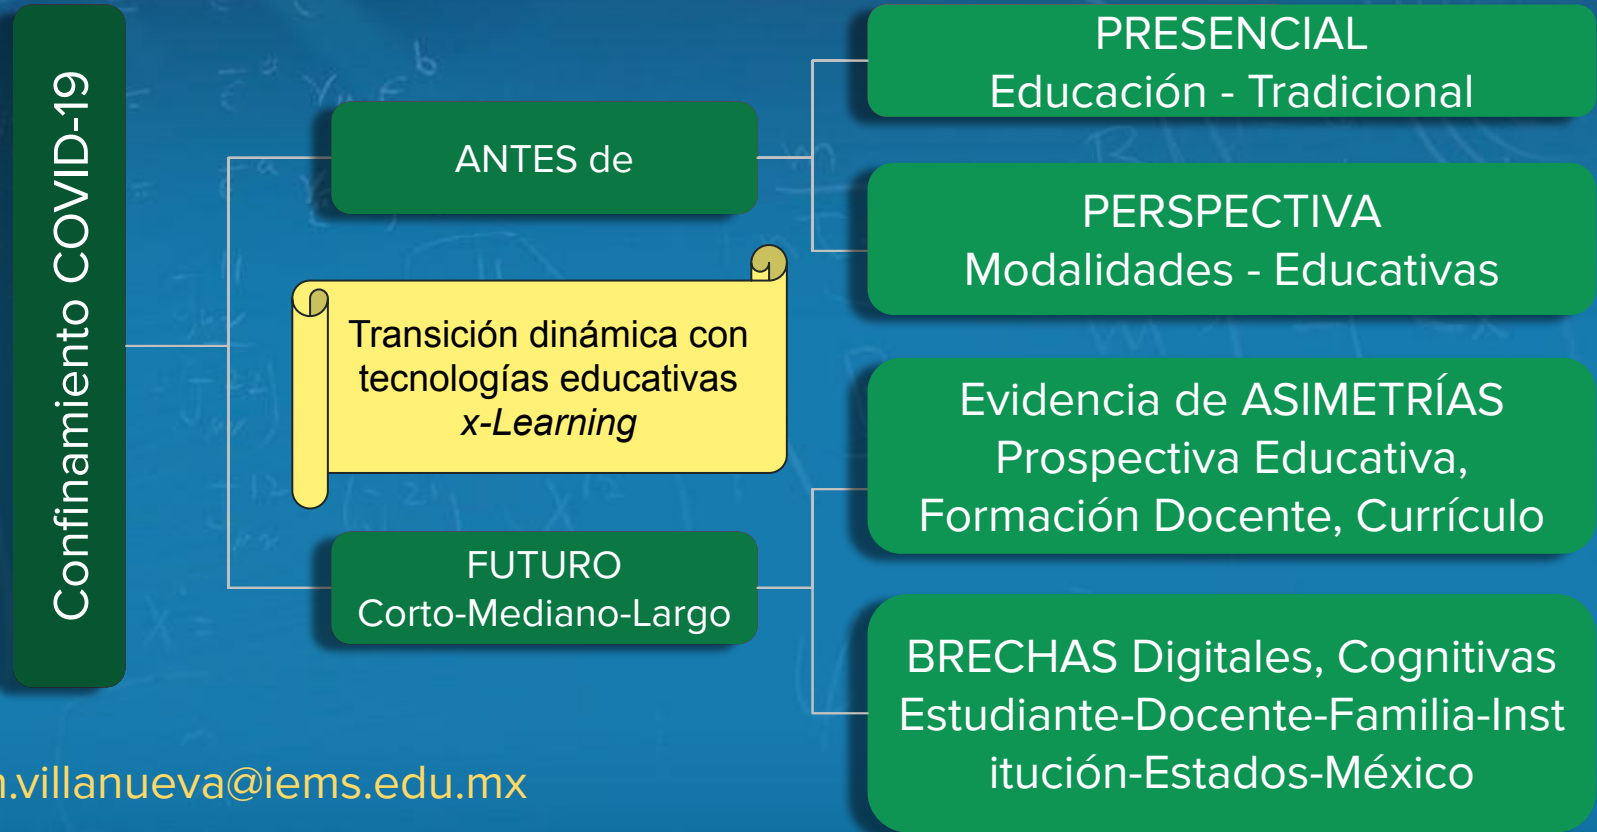 Confinamiento COVID-19
ANTES de
PRESENCIAL
Educación - Tradicional
PERSPECTIVA
Modalidades - Educativas
Transición dinámica con
tecnologías educativas
x-Learning
FUTURO
Corto-Mediano-Largo
Evidencia de ASIMETRÍAS
Prospectiva Educativa,
Formación Docente, Currículo
BRECHAS Digitales, Cognitivas
Estudiante-Docente-Familia-Inst
itución-Estados-México
.villanueva@iems.edu.mx